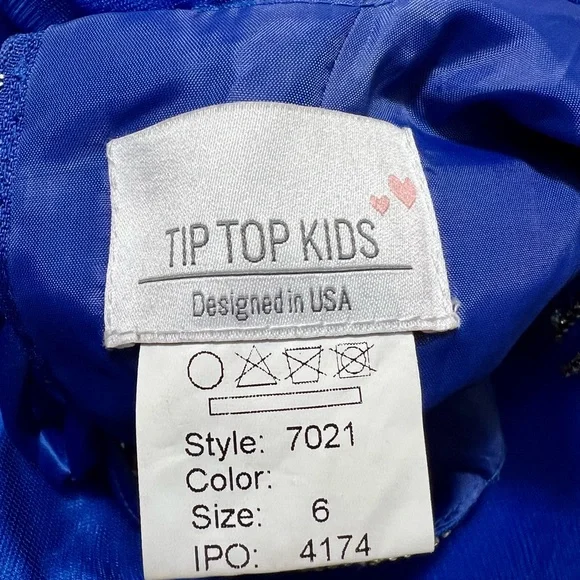 TIP TOP KIDS
Designed in USA
Style: 7021
Color:
Size: 6
IPO: 4174